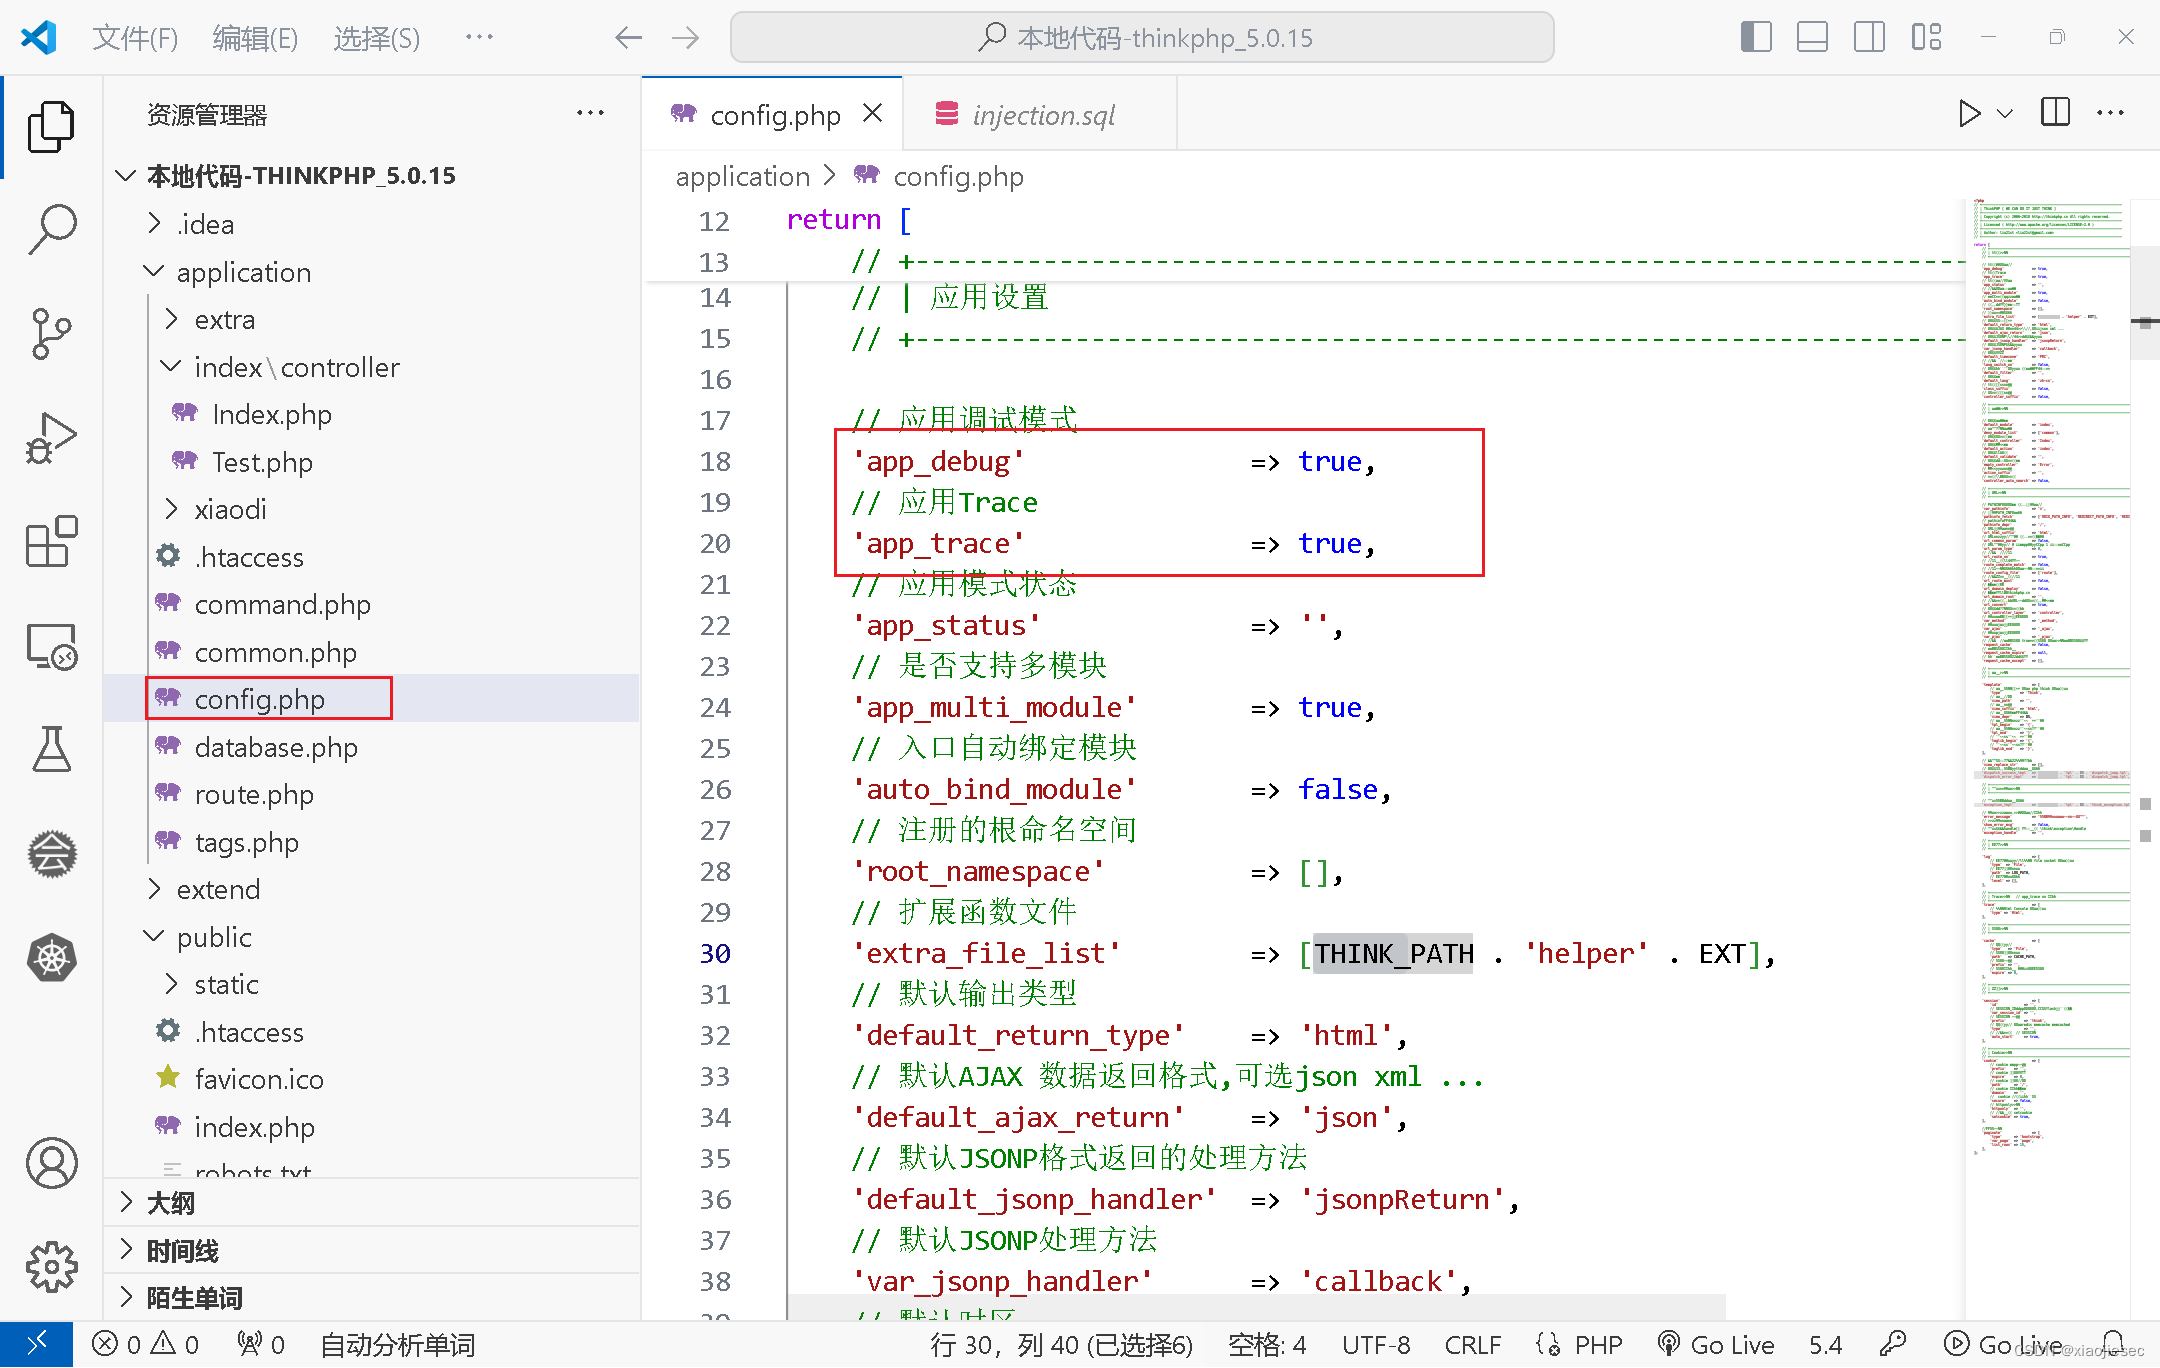 文件(F) 编辑(E) 选择(S) ···
本地代码-thinkphp_5.0.15
资源管理器
本地代码-THINKPHP_5.0.15
.idea
application
extra
index\controller
Index.php
Test.php
xiaodi
.htaccess
command.php
common.php
config.php
database.php
route.php
tags.php
extend
public
static
.htaccess
favicon.ico
index.php
robots.txt
大纲
时间线
陌生单词
config.php
injection.sql
application > config.php
12 return [
13 // +----------------------------------------------------------------------
14 // | 应用设置
15 // +----------------------------------------------------------------------
16
17 // 应用调试模式
18 'app_debug' => true,
19 // 应用Trace
20 'app_trace' => true,
21 // 应用模式状态
22 'app_status' => '',
23 // 是否支持多模块
24 'app_multi_module' => true,
25 // 入口自动绑定模块
26 'auto_bind_module' => false,
27 // 注册的根命名空间
28 'root_namespace' => [],
29 // 扩展函数文件
30 'extra_file_list' => [THINK_PATH . 'helper' . EXT],
31 // 默认输出类型
32 'default_return_type' => 'html',
33 // 默认AJAX 数据返回格式,可选json xml ...
34 'default_ajax_return' => 'json',
35 // 默认JSONP格式返回的处理方法
36 'default_jsonp_handler' => 'jsonpReturn',
37 // 默认JSONP处理方法
38 'var_jsonp_handler' => 'callback',
39 // 默认时区
0 0 0 自动分析单词 行 30，列 40 (已选择6) 空格: 4 UTF-8 CRLF PHP Go Live 5.4 Go Live
CSDN @xiaojiesec